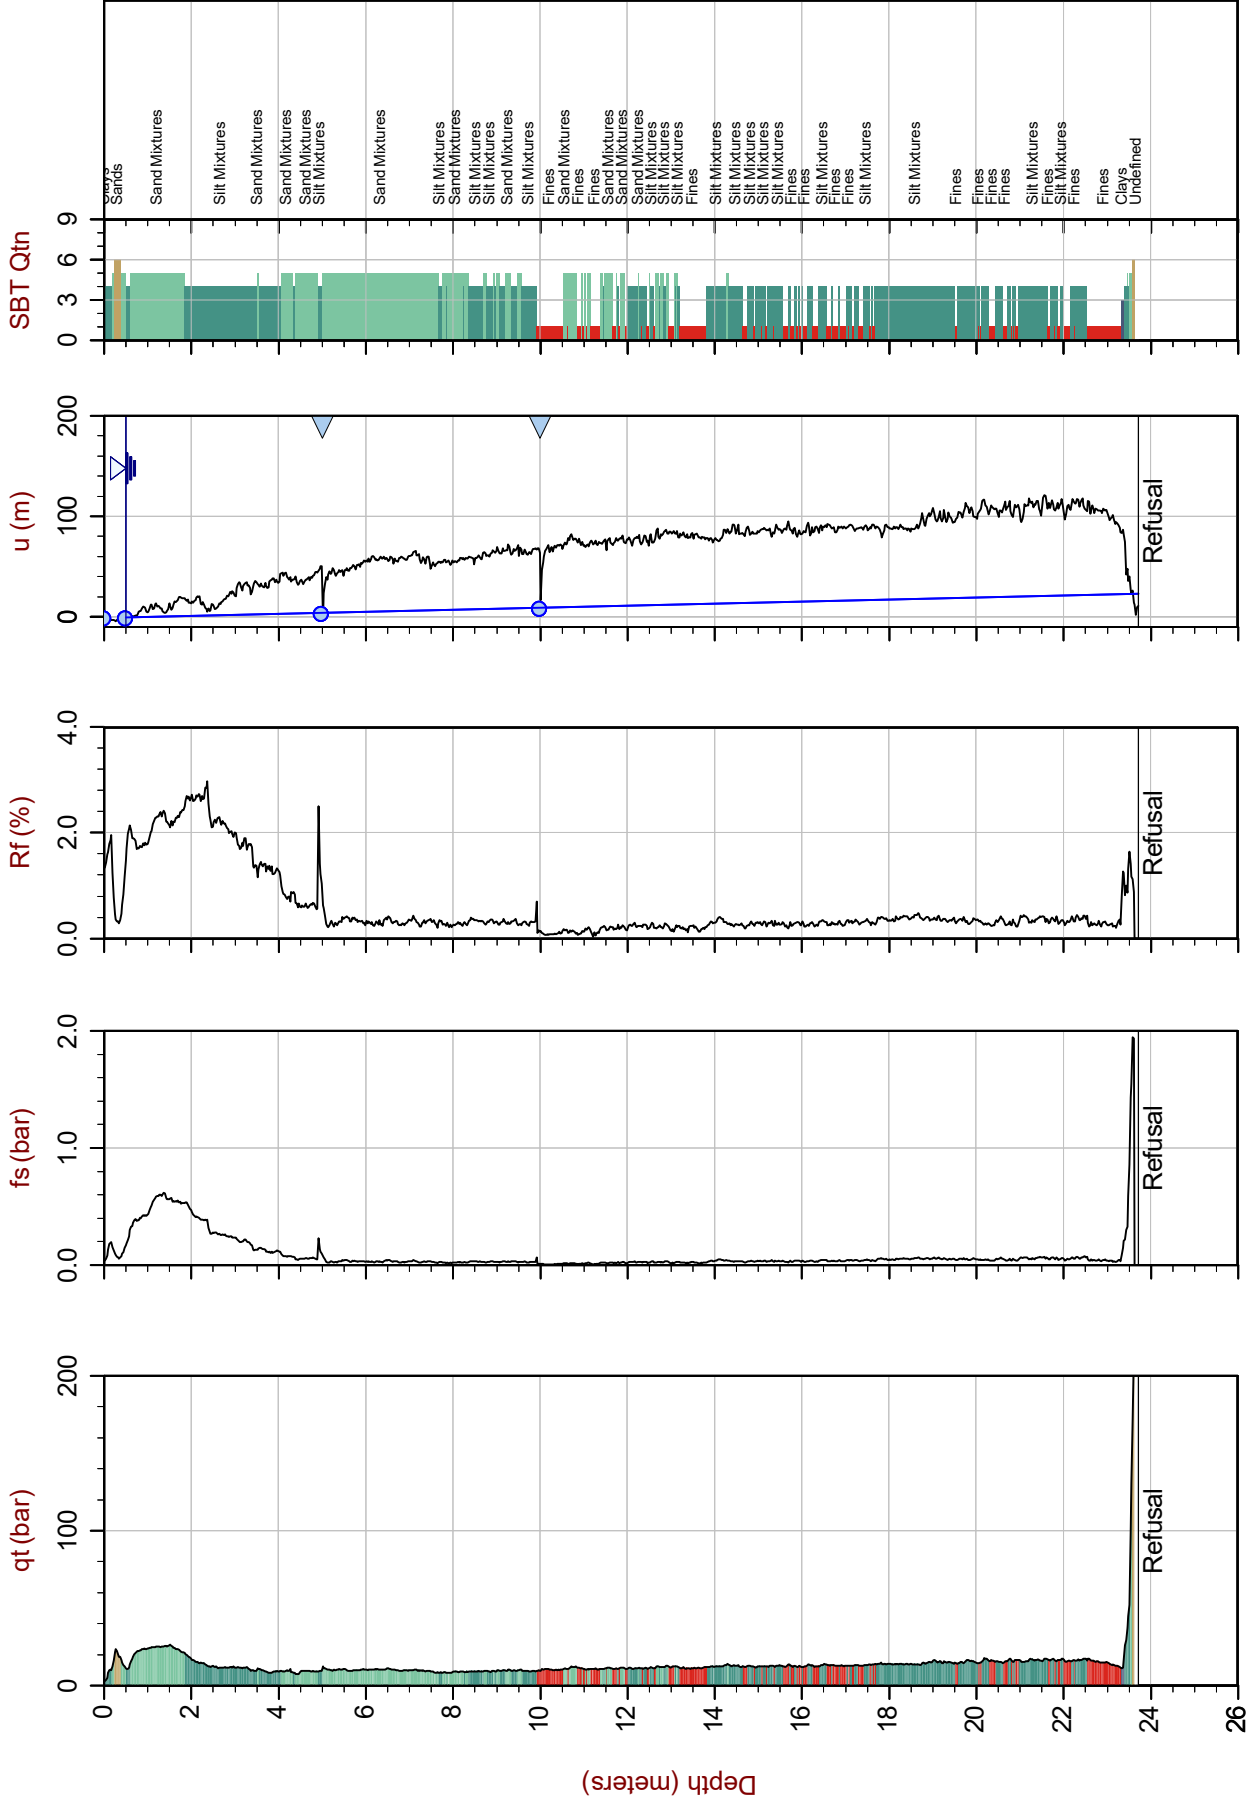 SBT Qtn
0
3
6
9
Clays
Sands
Sand Mixtures
Silt Mixtures
Sand Mixtures
Sand Mixtures
Sand Mixtures
Silt Mixtures
Sand Mixtures
Silt Mixtures
Sand Mixtures
Silt Mixtures
Silt Mixtures
Sand Mixtures
Silt Mixtures
Fines
Sand Mixtures
Fines
Fines
Sand Mixtures
Sand Mixtures
Sand Mixtures
Silt Mixtures
Silt Mixtures
Silt Mixtures
Fines
Silt Mixtures
Silt Mixtures
Silt Mixtures
Silt Mixtures
Silt Mixtures
Fines
Fines
Silt Mixtures
Fines
Fines
Silt Mixtures
Silt Mixtures
Fines
Fines
Fines
Fines
Silt Mixtures
Fines
Silt Mixtures
Fines
Fines
Clays
Undefined
u (m)
0
100
200
Refusal
Rf (%)
0.0
2.0
4.0
Refusal
fs (bar)
0.0
1.0
2.0
Refusal
qt (bar)
0
100
200
Refusal
0
2
4
6
8
10
12
14
16
18
20
22
24
26
Depth (meters)